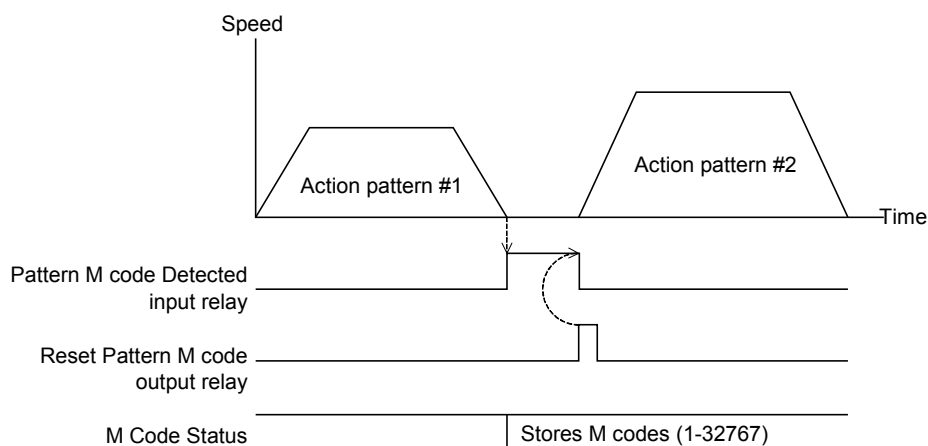 Speed
Action pattern #1
Action pattern #2
Time
Pattern M code Detected
input relay
Reset Pattern M code
output relay
M Code Status
Stores M codes (1-32767)